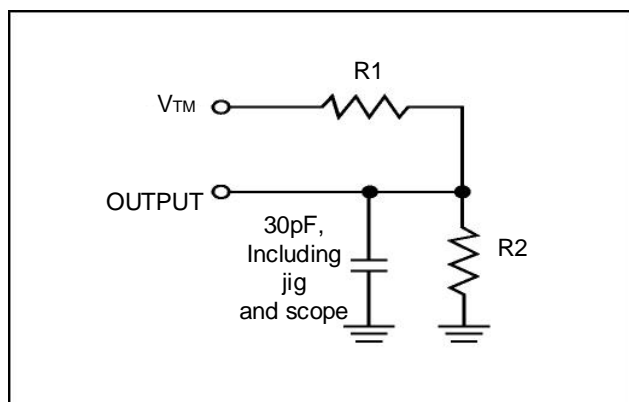 R1
VTM
OUTPUT
30pF,
Including
jig
and scope
R2